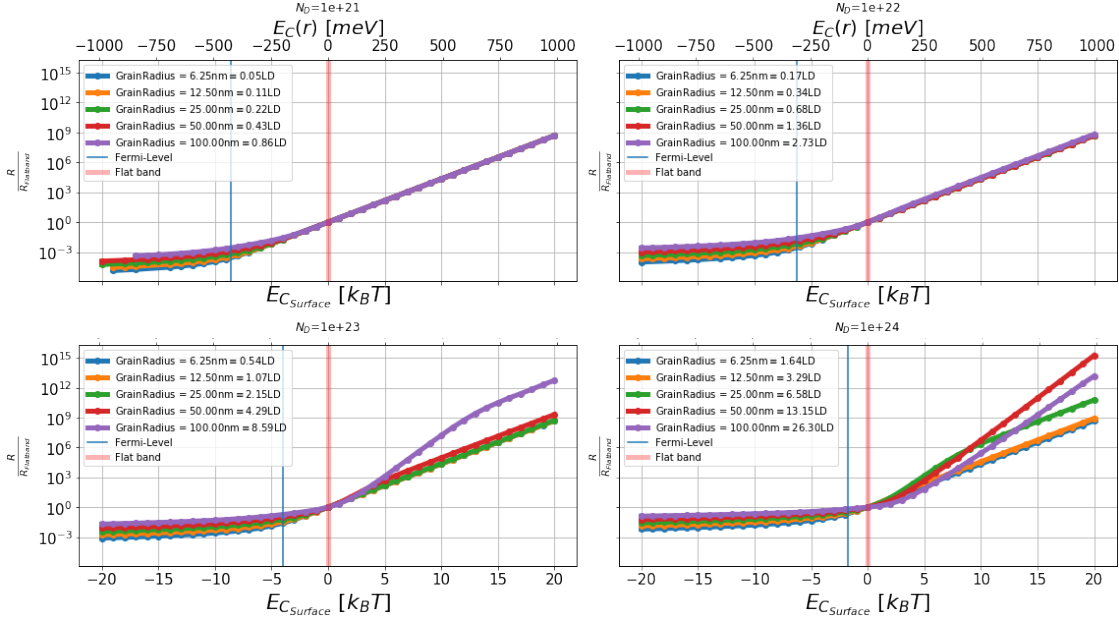 N_D=1e+21
E_C(r) [meV]
−1000 −750 −500 −250 0 250 500 750 1000
10^15
10^12
10^9
10^6
10^3
10^0
10^−3
R
R_Flatband
GrainRadius = 6.25nm≡0.05LD
GrainRadius = 12.50nm≡0.11LD
GrainRadius = 25.00nm≡0.22LD
GrainRadius = 50.00nm≡0.43LD
GrainRadius = 100.00nm≡0.86LD
Fermi-Level
Flat band
E_C_Surface [k_BT]
N_D=1e+22
E_C(r) [meV]
−1000 −750 −500 −250 0 250 500 750 1000
R
R_Flatband
GrainRadius = 6.25nm≡0.17LD
GrainRadius = 12.50nm≡0.34LD
GrainRadius = 25.00nm≡0.68LD
GrainRadius = 50.00nm≡1.36LD
GrainRadius = 100.00nm≡2.73LD
Fermi-Level
Flat band
E_C_Surface [k_BT]
N_D=1e+23
10^15
10^12
10^9
10^6
10^3
10^0
10^−3
R
R_Flatband
GrainRadius = 6.25nm≡0.54LD
GrainRadius = 12.50nm≡1.07LD
GrainRadius = 25.00nm≡2.15LD
GrainRadius = 50.00nm≡4.29LD
GrainRadius = 100.00nm≡8.59LD
Fermi-Level
Flat band
−20 −15 −10 −5 0 5 10 15 20
E_C_Surface [k_BT]
N_D=1e+24
R
R_Flatband
GrainRadius = 6.25nm≡1.64LD
GrainRadius = 12.50nm≡3.29LD
GrainRadius = 25.00nm≡6.58LD
GrainRadius = 50.00nm≡13.15LD
GrainRadius = 100.00nm≡26.30LD
Fermi-Level
Flat band
−20 −15 −10 −5 0 5 10 15 20
E_C_Surface [k_BT]